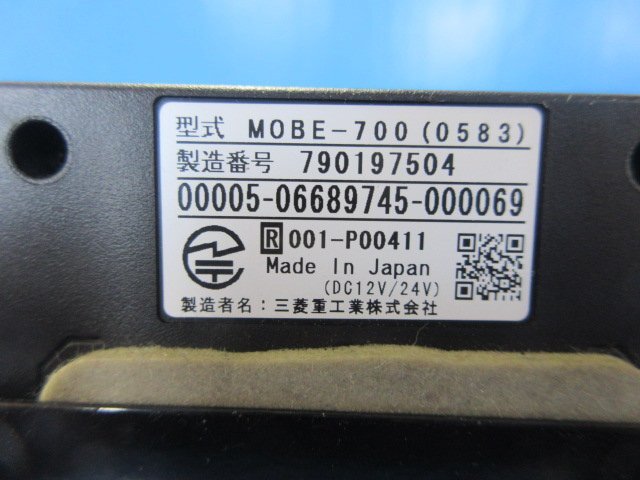 型式 MOBE-700(0583)
製造番号 790197504
00005-06689745-000069
R 001-P00411
Made In Japan
(DC12V/24V)
製造者名：三菱重工業株式会社